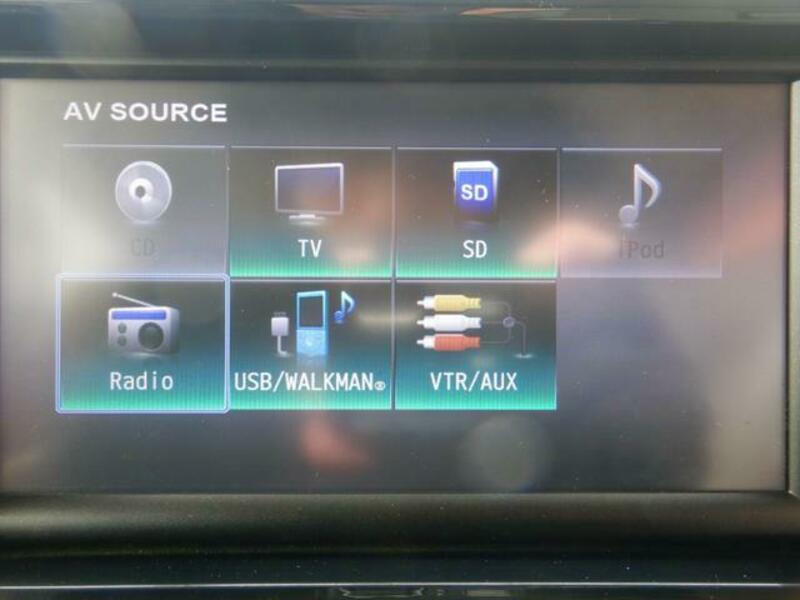 AV SOURCE
CD
TV
SD
SD
iPod
Radio
USB/WALKMAN®
VTR/AUX